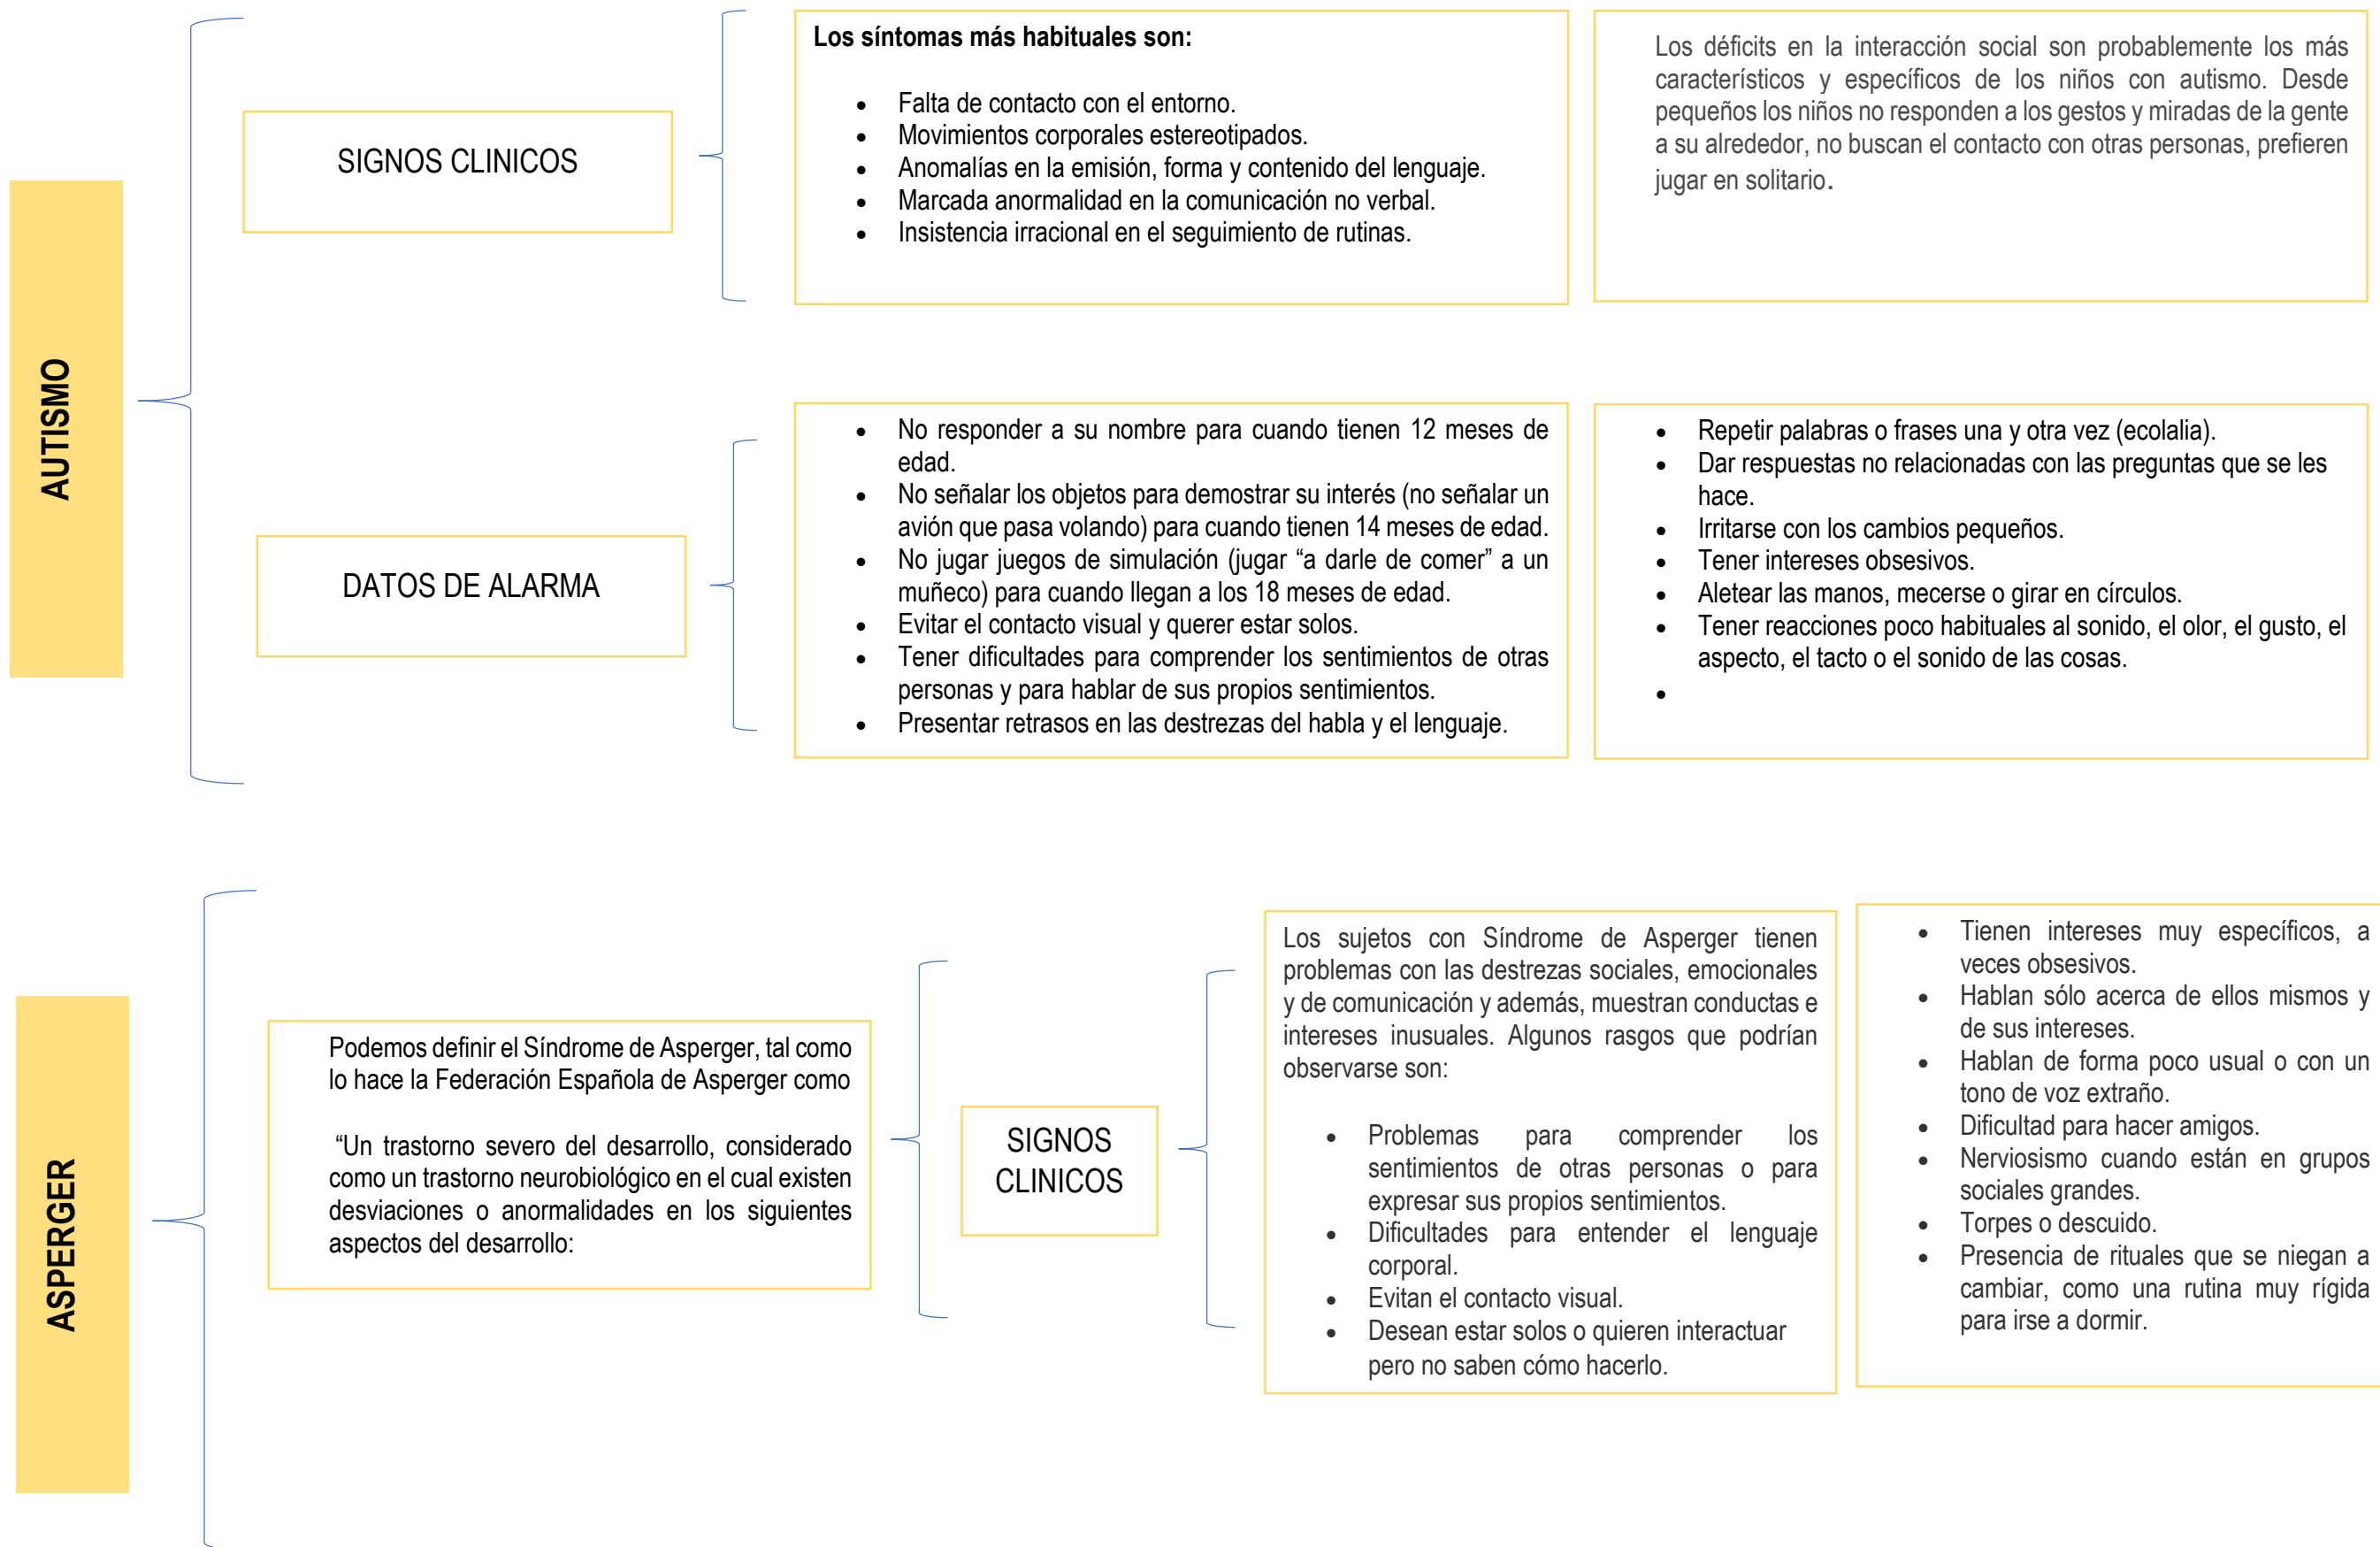 AUTISMO
SIGNOS CLINICOS
Los síntomas más habituales son:
• Falta de contacto con el entorno.
• Movimientos corporales estereotipados.
• Anomalías en la emisión, forma y contenido del lenguaje.
• Marcada anormalidad en la comunicación no verbal.
• Insistencia irracional en el seguimiento de rutinas.
Los déficits en la interacción social son probablemente los más
característicos y específicos de los niños con autismo. Desde
pequeños los niños no responden a los gestos y miradas de la gente
a su alrededor, no buscan el contacto con otras personas, prefieren
jugar en solitario.
DATOS DE ALARMA
• No responder a su nombre para cuando tienen 12 meses de
edad.
• No señalar los objetos para demostrar su interés (no señalar un
avión que pasa volando) para cuando tienen 14 meses de edad.
• No jugar juegos de simulación (jugar “a darle de comer” a un
muñeco) para cuando llegan a los 18 meses de edad.
• Evitar el contacto visual y querer estar solos.
• Tener dificultades para comprender los sentimientos de otras
personas y para hablar de sus propios sentimientos.
• Presentar retrasos en las destrezas del habla y el lenguaje.
• Repetir palabras o frases una y otra vez (ecolalia).
• Dar respuestas no relacionadas con las preguntas que se les
hace.
• Irritarse con los cambios pequeños.
• Tener intereses obsesivos.
• Aletear las manos, mecerse o girar en círculos.
• Tener reacciones poco habituales al sonido, el olor, el gusto, el
aspecto, el tacto o el sonido de las cosas.
•
ASPERGER
Podemos definir el Síndrome de Asperger, tal como
lo hace la Federación Española de Asperger como
“Un trastorno severo del desarrollo, considerado
como un trastorno neurobiológico en el cual existen
desviaciones o anormalidades en los siguientes
aspectos del desarrollo:
SIGNOS
CLINICOS
Los sujetos con Síndrome de Asperger tienen
problemas con las destrezas sociales, emocionales
y de comunicación y además, muestran conductas e
intereses inusuales. Algunos rasgos que podrían
observarse son:
• Problemas para comprender los
sentimientos de otras personas o para
expresar sus propios sentimientos.
• Dificultades para entender el lenguaje
corporal.
• Evitan el contacto visual.
• Desean estar solos o quieren interactuar
pero no saben cómo hacerlo.
• Tienen intereses muy específicos, a
veces obsesivos.
• Hablan sólo acerca de ellos mismos y
de sus intereses.
• Hablan de forma poco usual o con un
tono de voz extraño.
• Dificultad para hacer amigos.
• Nerviosismo cuando están en grupos
sociales grandes.
• Torpes o descuido.
• Presencia de rituales que se niegan a
cambiar, como una rutina muy rígida
para irse a dormir.